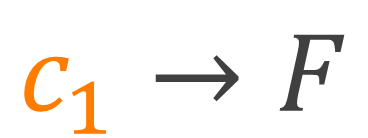 c₁ → F